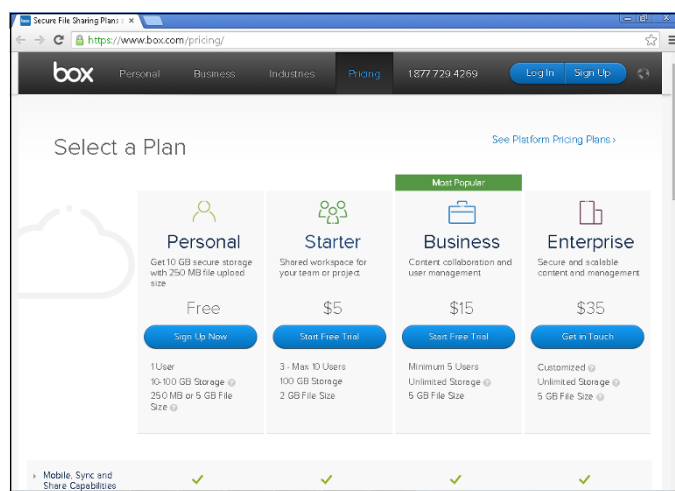 Secure File Sharing Plans
https://www.box.com/pricing/
box Personal Business Industries Pricing 1.877.729.4269 Log In Sign Up
Select a Plan
See Platform Pricing Plans ›
Most Popular
Personal
Get 10 GB secure storage
with 250 MB file upload
size
Free
Sign Up Now
1 User
10-100 GB Storage
250 MB or 5 GB File
Size
Starter
Shared workspace for
your team or project
$5
Start Free Trial
3 - Max 10 Users
100 GB Storage
2 GB File Size
Business
Content collaboration and
user management
$15
Start Free Trial
Minimum 5 Users
Unlimited Storage
5 GB File Size
Enterprise
Secure and scalable
content and management
$35
Get in Touch
Customized
Unlimited Storage
5 GB File Size
Mobile, Sync and
Share Capabilities